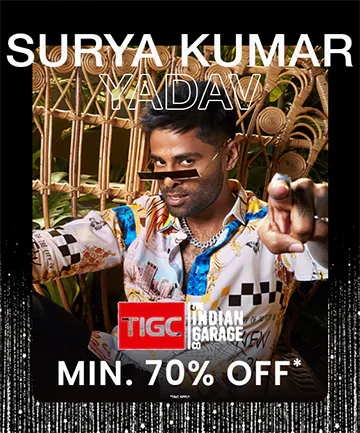 SURYA KUMAR
YADAV
TIGC
THE
INDIAN
GARAGE
CO
MIN. 70% OFF*
*T&C APPLY